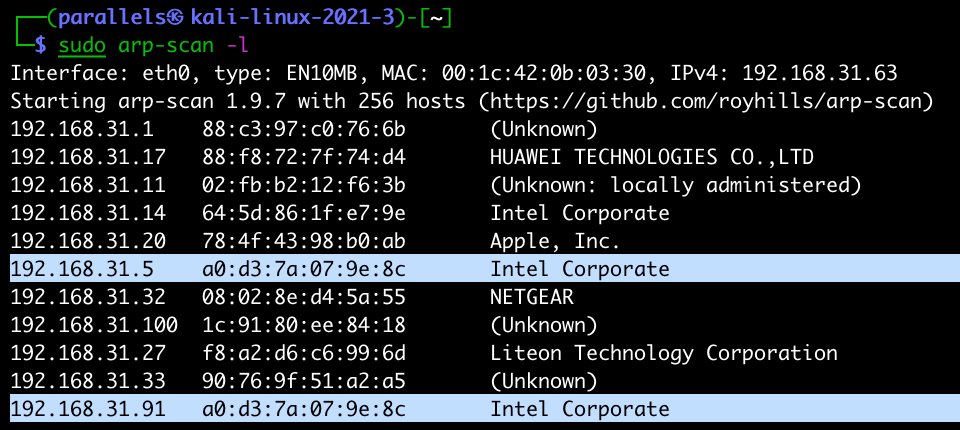 ┌──(parallels㉿kali-linux-2021-3)-[~]
└─$ sudo arp-scan -l
Interface: eth0, type: EN10MB, MAC: 00:1c:42:0b:03:30, IPv4: 192.168.31.63
Starting arp-scan 1.9.7 with 256 hosts (https://github.com/royhills/arp-scan)
192.168.31.1 88:c3:97:c0:76:6b (Unknown)
192.168.31.17 88:f8:72:7f:74:d4 HUAWEI TECHNOLOGIES CO.,LTD
192.168.31.11 02:fb:b2:12:f6:3b (Unknown: locally administered)
192.168.31.14 64:5d:86:1f:e7:9e Intel Corporate
192.168.31.20 78:4f:43:98:b0:ab Apple, Inc.
192.168.31.5 a0:d3:7a:07:9e:8c Intel Corporate
192.168.31.32 08:02:8e:d4:5a:55 NETGEAR
192.168.31.100 1c:91:80:ee:84:18 (Unknown)
192.168.31.27 f8:a2:d6:c6:99:6d Liteon Technology Corporation
192.168.31.33 90:76:9f:51:a2:a5 (Unknown)
192.168.31.91 a0:d3:7a:07:9e:8c Intel Corporate